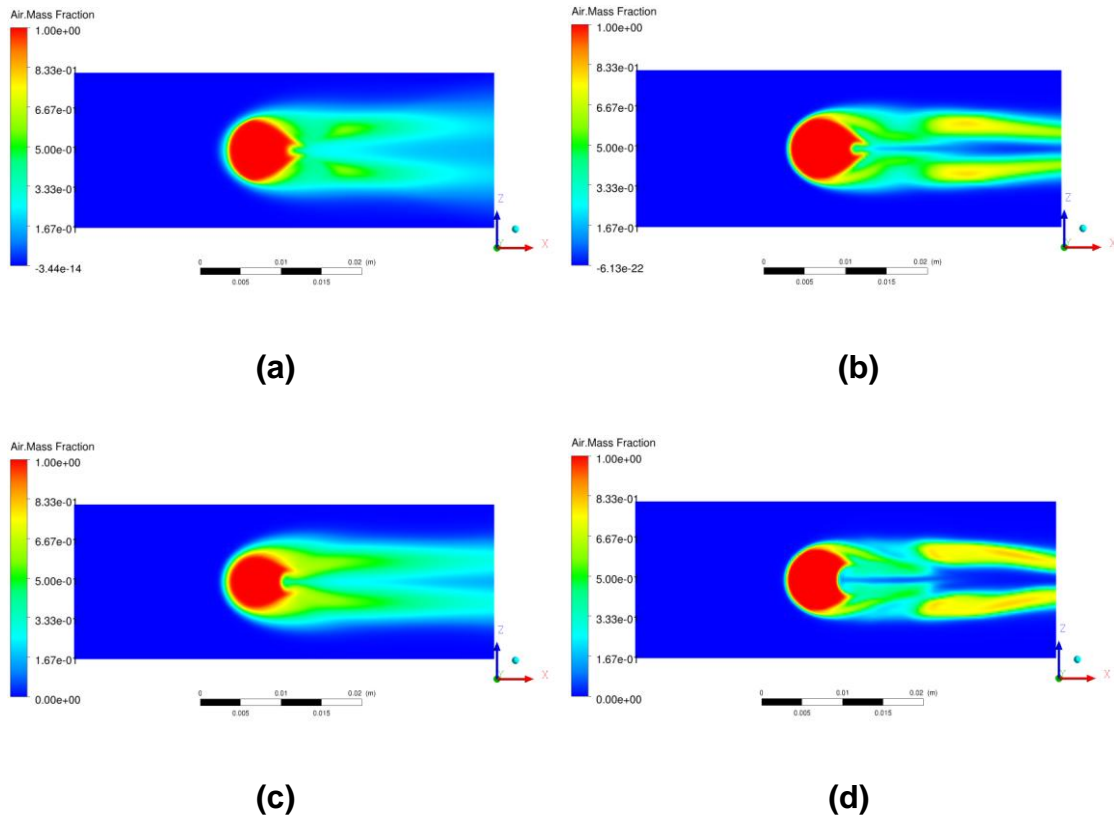 Air.Mass Fraction
1.00e+00
8.33e-01
6.67e-01
5.00e-01
3.33e-01
1.67e-01
-3.44e-14
Z
Y
X
0 0.01 0.02 (m)
0.005 0.015
(a)
Air.Mass Fraction
1.00e+00
8.33e-01
6.67e-01
5.00e-01
3.33e-01
1.67e-01
-6.13e-22
Z
Y
X
0 0.01 0.02 (m)
0.005 0.015
(b)
Air.Mass Fraction
1.00e+00
8.33e-01
6.67e-01
5.00e-01
3.33e-01
1.67e-01
0.00e+00
Z
Y
X
0 0.01 0.02 (m)
0.005 0.015
(c)
Air.Mass Fraction
1.00e+00
8.33e-01
6.67e-01
5.00e-01
3.33e-01
1.67e-01
0.00e+00
Z
Y
X
0 0.01 0.02 (m)
0.005 0.015
(d)